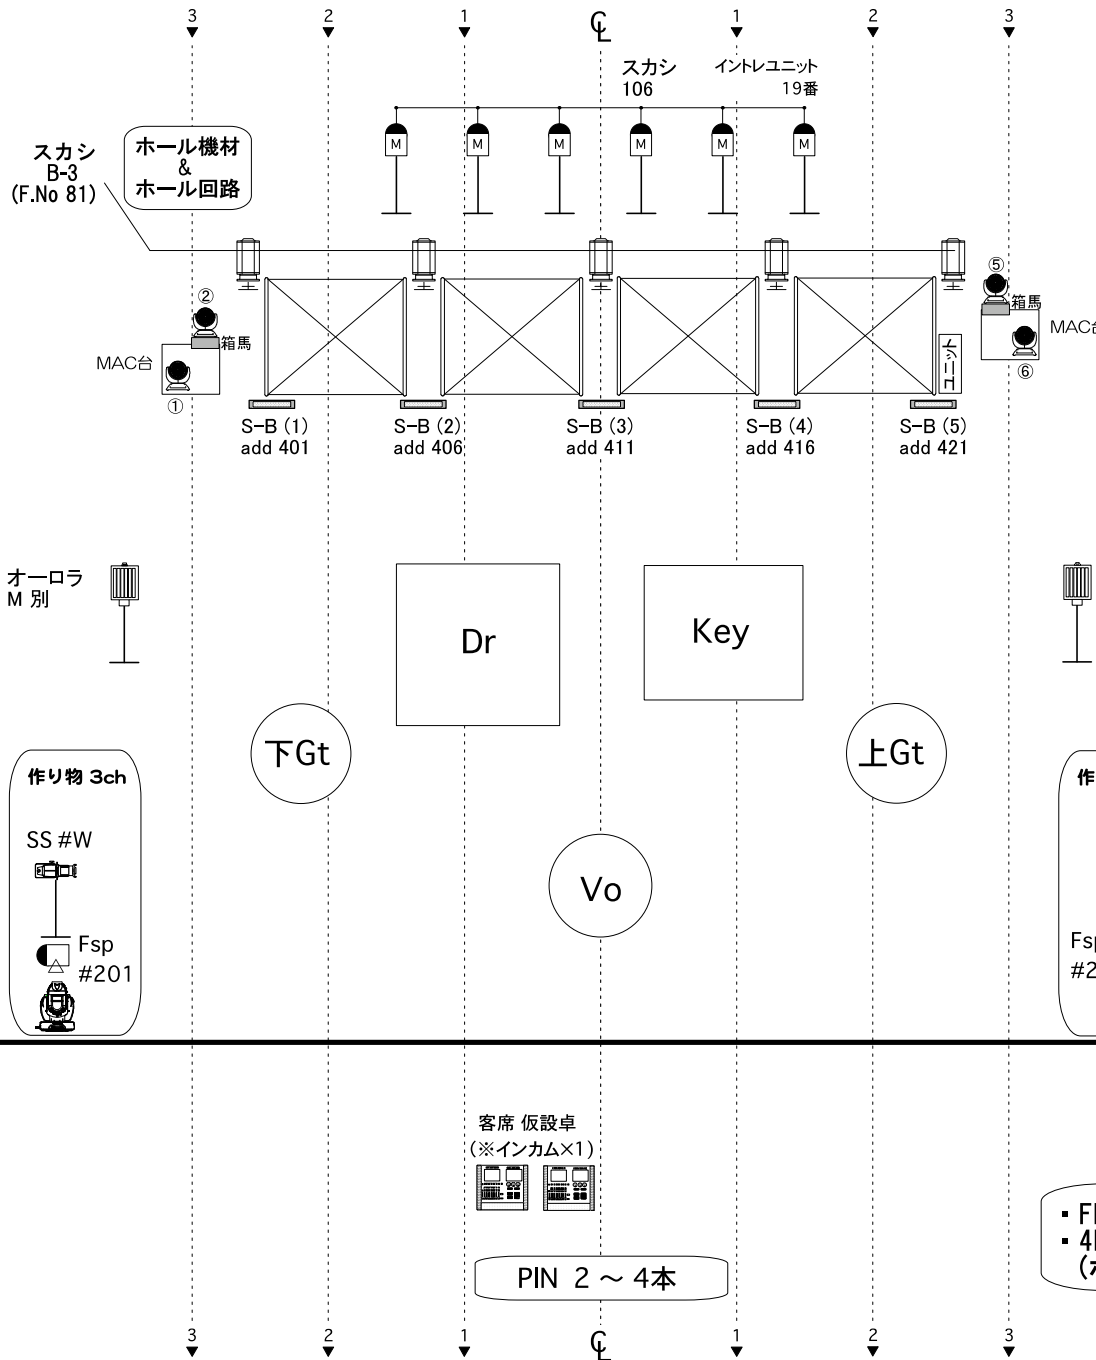 3 2 1 ℄ 1 2 3
スカシ
106
イントレユニット
19番
M M M M M M
スカシ
B-3
(F.No 81)
ホール機材
&
ホール回路
②
箱馬
MAC台
①
⑤
箱馬
MAC台
⑥
ユニット
S-B (1)
add 401
S-B (2)
add 406
S-B (3)
add 411
S-B (4)
add 416
S-B (5)
add 421
オーロラ
M 別
Dr
Key
下Gt
上Gt
Vo
作り物 3ch
SS #W
Fsp
#201
作
Fsp
#2
客席 仮設卓
(※インカム×1)
PIN 2 ～ 4本
3 2 1 ℄ 1 2 3